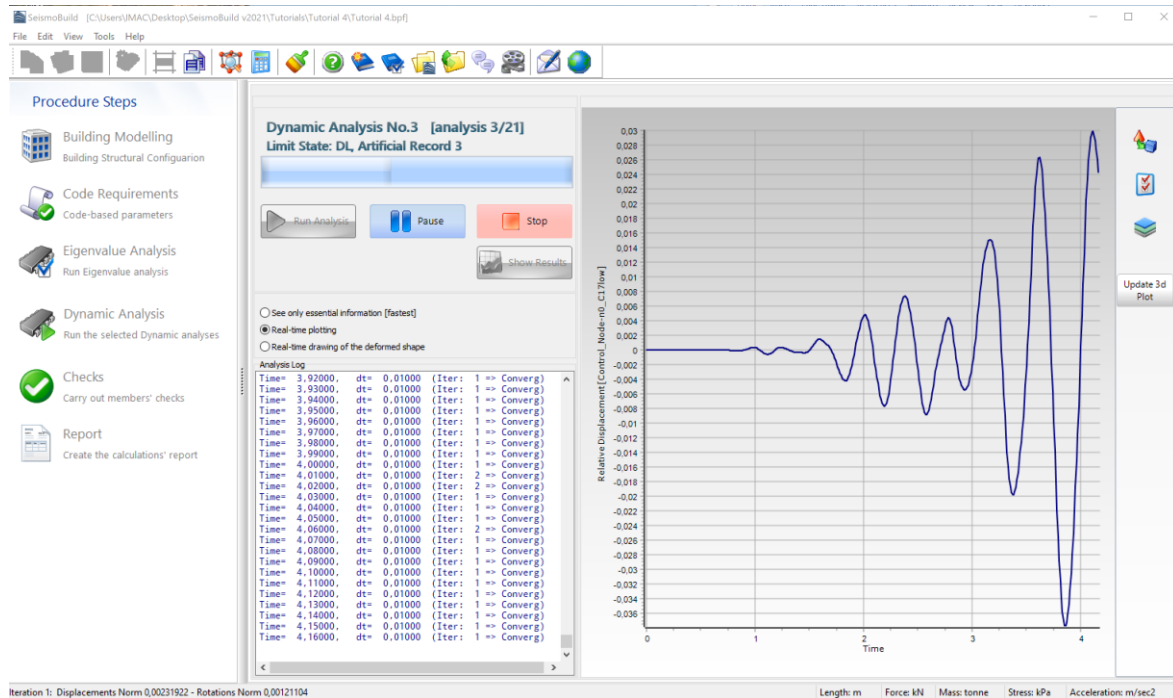 SeismoBuild [C:\Users\IMAC\Desktop\SeismoBuild v2021\Tutorials\Tutorial 4\Tutorial 4.bpf]
File Edit View Tools Help
Procedure Steps
Building Modelling
Building Structural Configuarion
Code Requirements
Code-based parameters
Eigenvalue Analysis
Run Eigenvalue analysis
Dynamic Analysis
Run the selected Dynamic analyses
Checks
Carry out members' checks
Report
Create the calculations' report
Dynamic Analysis No.3 [analysis 3/21]
Limit State: DL, Artificial Record 3
Run Analysis
Pause
Stop
Show Results
See only essential information [fastest]
Real-time plotting
Real-time drawing of the deformed shape
Analysis Log
Time= 3,92000, dt= 0,01000 (Iter: 1 => Converg)
Time= 3,93000, dt= 0,01000 (Iter: 1 => Converg)
Time= 3,94000, dt= 0,01000 (Iter: 1 => Converg)
Time= 3,95000, dt= 0,01000 (Iter: 1 => Converg)
Time= 3,96000, dt= 0,01000 (Iter: 1 => Converg)
Time= 3,97000, dt= 0,01000 (Iter: 1 => Converg)
Time= 3,98000, dt= 0,01000 (Iter: 1 => Converg)
Time= 3,99000, dt= 0,01000 (Iter: 1 => Converg)
Time= 4,00000, dt= 0,01000 (Iter: 1 => Converg)
Time= 4,01000, dt= 0,01000 (Iter: 2 => Converg)
Time= 4,02000, dt= 0,01000 (Iter: 2 => Converg)
Time= 4,03000, dt= 0,01000 (Iter: 1 => Converg)
Time= 4,04000, dt= 0,01000 (Iter: 1 => Converg)
Time= 4,05000, dt= 0,01000 (Iter: 1 => Converg)
Time= 4,06000, dt= 0,01000 (Iter: 2 => Converg)
Time= 4,07000, dt= 0,01000 (Iter: 1 => Converg)
Time= 4,08000, dt= 0,01000 (Iter: 1 => Converg)
Time= 4,09000, dt= 0,01000 (Iter: 1 => Converg)
Time= 4,10000, dt= 0,01000 (Iter: 1 => Converg)
Time= 4,11000, dt= 0,01000 (Iter: 1 => Converg)
Time= 4,12000, dt= 0,01000 (Iter: 1 => Converg)
Time= 4,13000, dt= 0,01000 (Iter: 1 => Converg)
Time= 4,14000, dt= 0,01000 (Iter: 1 => Converg)
Time= 4,15000, dt= 0,01000 (Iter: 1 => Converg)
Time= 4,16000, dt= 0,01000 (Iter: 1 => Converg)
Relative Displacement [Control_Node-n0_C17low]
0,03
0,028
0,026
0,024
0,022
0,02
0,018
0,016
0,014
0,012
0,01
0,008
0,006
0,004
0,002
0
-0,002
-0,004
-0,006
-0,008
-0,01
-0,012
-0,014
-0,016
-0,018
-0,02
-0,022
-0,024
-0,026
-0,028
-0,03
-0,032
-0,034
-0,036
0 1 2 3 4
Time
Update 3d
Plot
Iteration 1: Displacements Norm 0,00231922 - Rotations Norm 0,00121104
Length: m Force: kN Mass: tonne Stress: kPa Acceleration: m/sec2